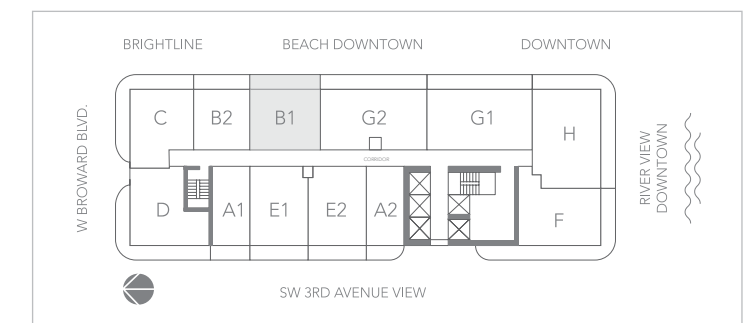 BRIGHTLINE
BEACH DOWNTOWN
DOWNTOWN
W BROWARD BLVD.
C
B2
B1
G2
G1
H
CORRIDOR
D
A1
E1
E2
A2
F
RIVER VIEW
DOWNTOWN
SW 3RD AVENUE VIEW